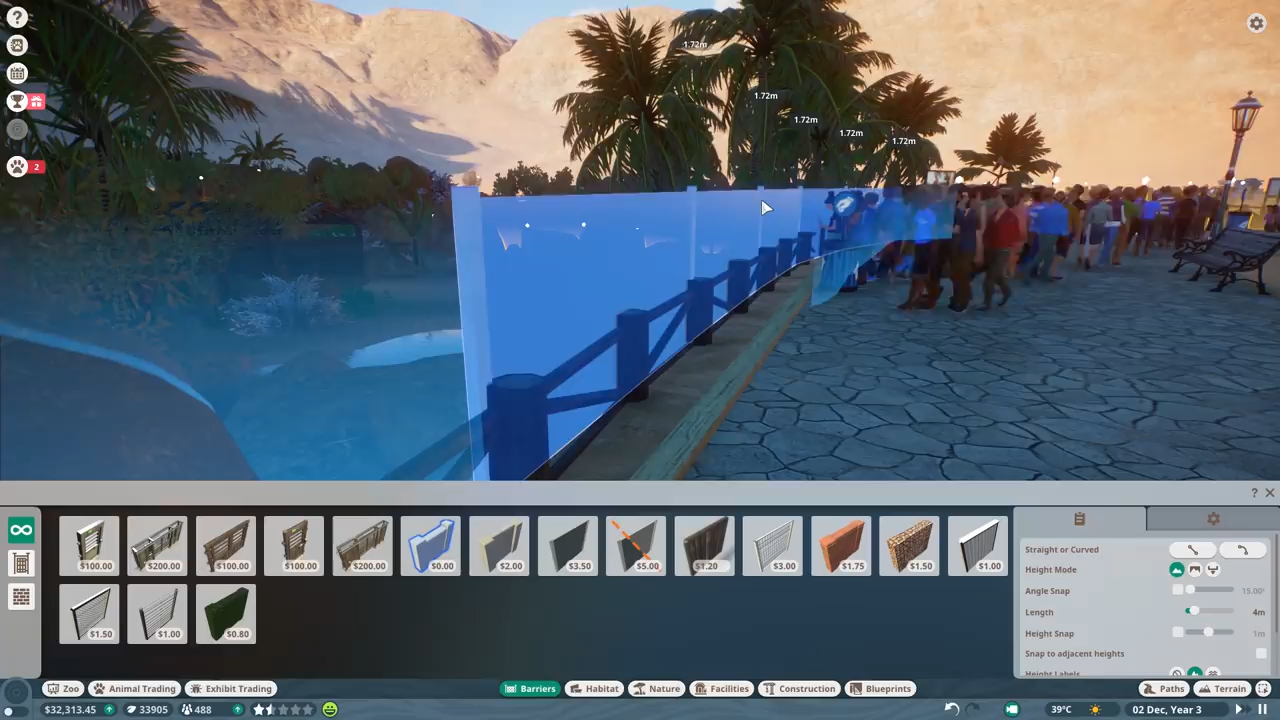 1.72m
1.72m
1.72m
1.72m
1.72m
?
2
? ✕
$100.00 $200.00 $100.00 $100.00 $200.00 $0.00 $2.00 $3.50 $5.00 $1.20 $3.00 $1.75 $1.50 $1.00
$1.50 $1.00 $0.80
Straight or Curved
Height Mode
Angle Snap 15.00°
Length 4m
Height Snap 1m
Snap to adjacent heights
Height Labels
Zoo Animal Trading Exhibit Trading Barriers Habitat Nature Facilities Construction Blueprints Paths Terrain
$32,313.45 33905 488 39°C 02 Dec, Year 3